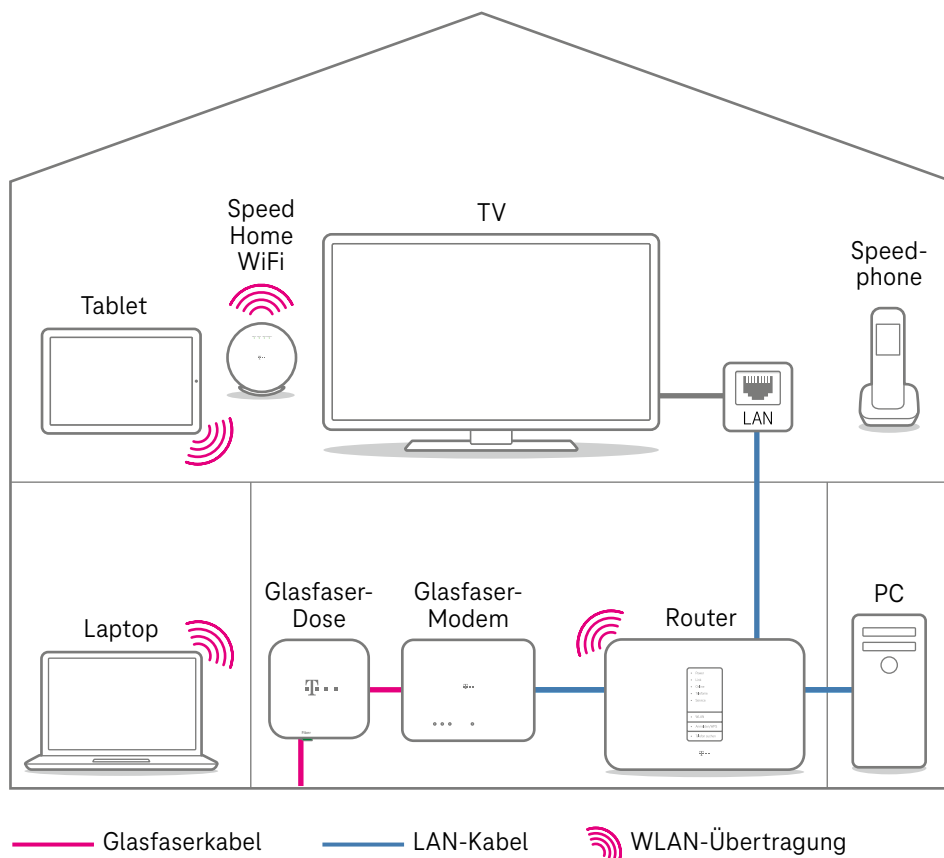 Speed
Home
WiFi
TV
Speed-
phone
Tablet
LAN
Glasfaser-
Dose
Glasfaser-
Modem
Router
PC
Laptop
Glasfaserkabel
LAN-Kabel
WLAN-Übertragung